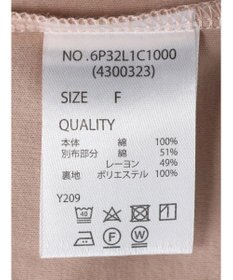 NO.6P32L1C1000
(4300323)
SIZE F
QUALITY
本体 綿 100%
別布部分 綿 51%
レーヨン 49%
裏地 ポリエステル 100%
Y209
40
F W